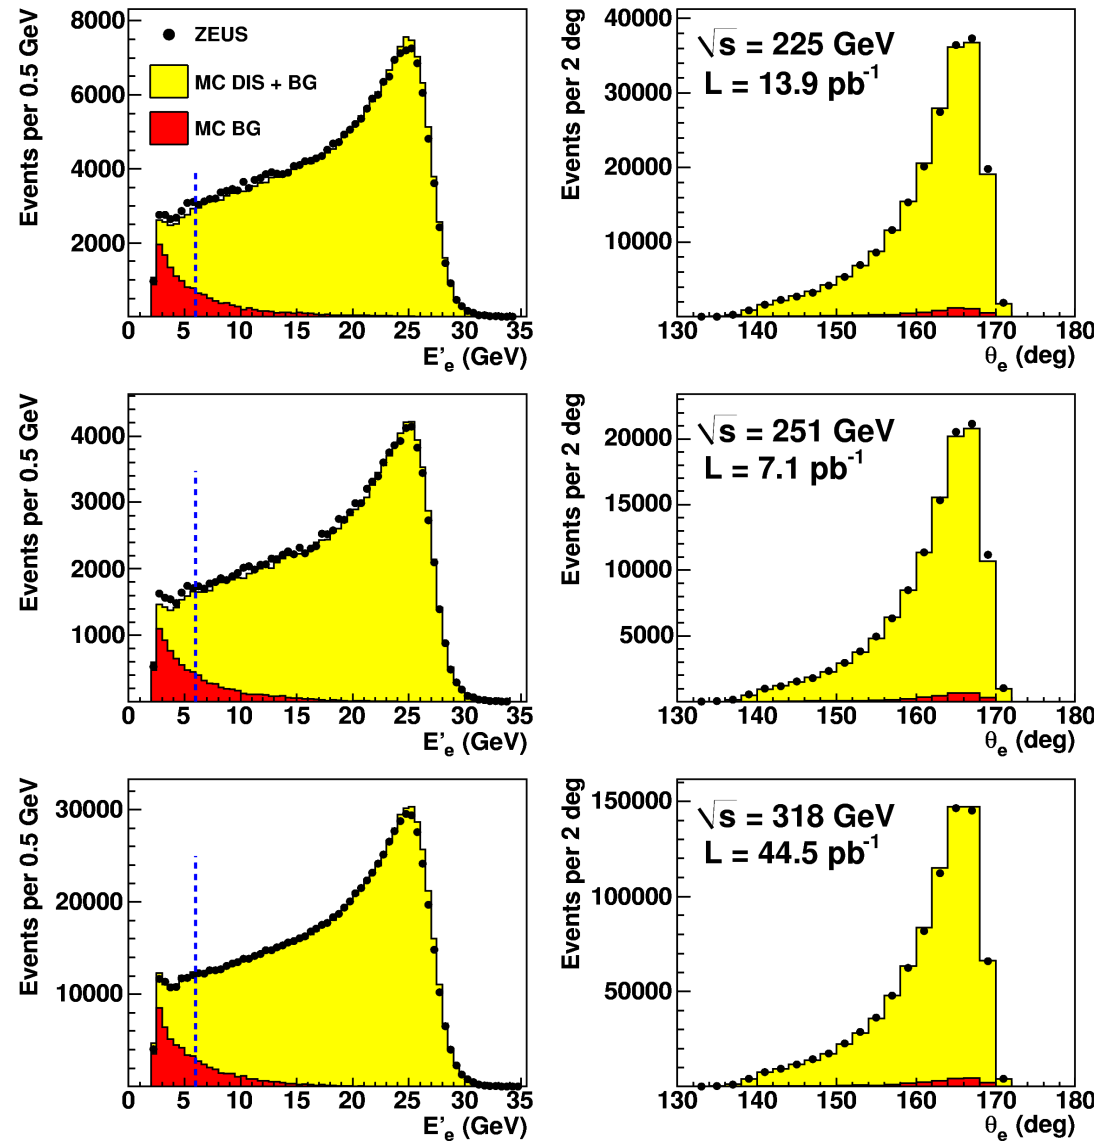 Events per 0.5 GeV
8000
6000
4000
2000
0 5 10 15 20 25 30 35
E'e (GeV)
ZEUS
MC DIS + BG
MC BG
Events per 2 deg
40000
30000
20000
10000
0
130 140 150 160 170 180
θe (deg)
√s = 225 GeV
L = 13.9 pb-1
Events per 0.5 GeV
4000
3000
2000
1000
0 5 10 15 20 25 30 35
E'e (GeV)
Events per 2 deg
20000
15000
10000
5000
0
130 140 150 160 170 180
θe (deg)
√s = 251 GeV
L = 7.1 pb-1
Events per 0.5 GeV
30000
20000
10000
0 5 10 15 20 25 30 35
E'e (GeV)
Events per 2 deg
150000
100000
50000
0
130 140 150 160 170 180
θe (deg)
√s = 318 GeV
L = 44.5 pb-1